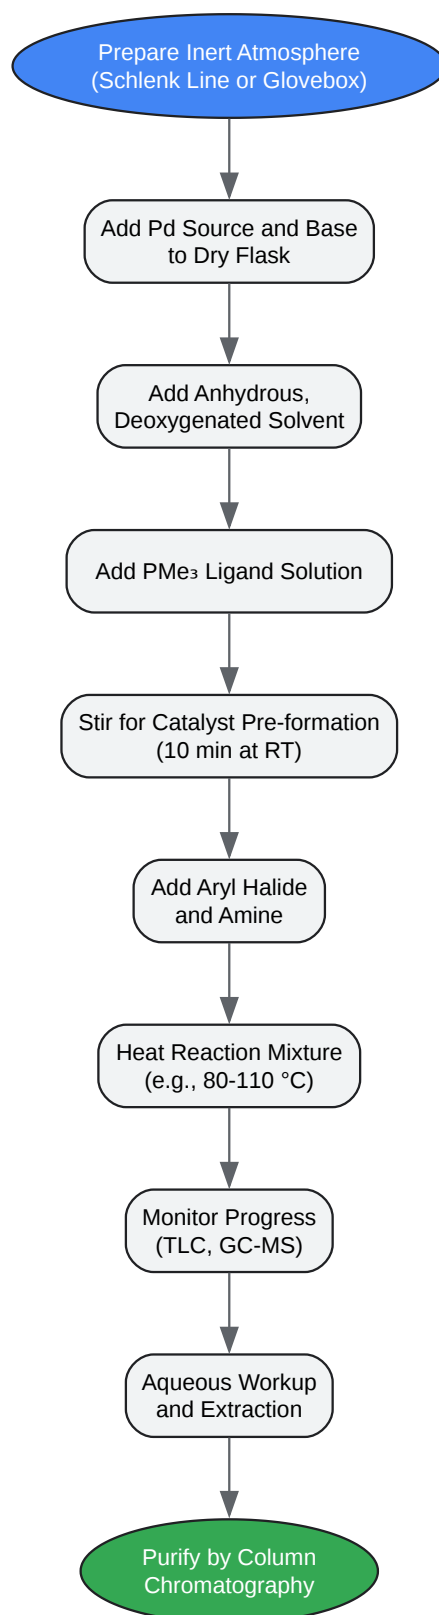 Prepare Inert Atmosphere
(Schlenk Line or Glovebox)
Add Pd Source and Base
to Dry Flask
Add Anhydrous,
Deoxygenated Solvent
Add PMe₃ Ligand Solution
Stir for Catalyst Pre-formation
(10 min at RT)
Add Aryl Halide
and Amine
Heat Reaction Mixture
(e.g., 80-110 °C)
Monitor Progress
(TLC, GC-MS)
Aqueous Workup
and Extraction
Purify by Column
Chromatography